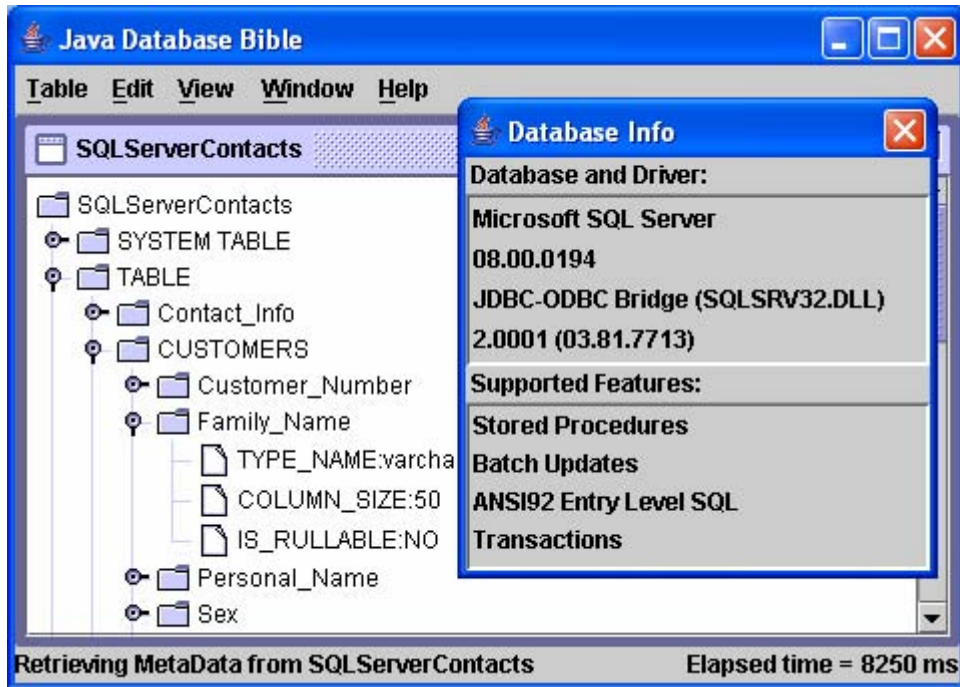 Java Database Bible
Table Edit View Window Help
SQLServerContacts
SQLServerContacts
SYSTEM TABLE
TABLE
Contact_Info
CUSTOMERS
Customer_Number
Family_Name
TYPE_NAME:varcha
COLUMN_SIZE:50
IS_RULLABLE:NO
Personal_Name
Sex
Database Info
Database and Driver:
Microsoft SQL Server
08.00.0194
JDBC-ODBC Bridge (SQLSRV32.DLL)
2.0001 (03.81.7713)
Supported Features:
Stored Procedures
Batch Updates
ANSI92 Entry Level SQL
Transactions
Retrieving MetaData from SQLServerContacts
Elapsed time = 8250 ms